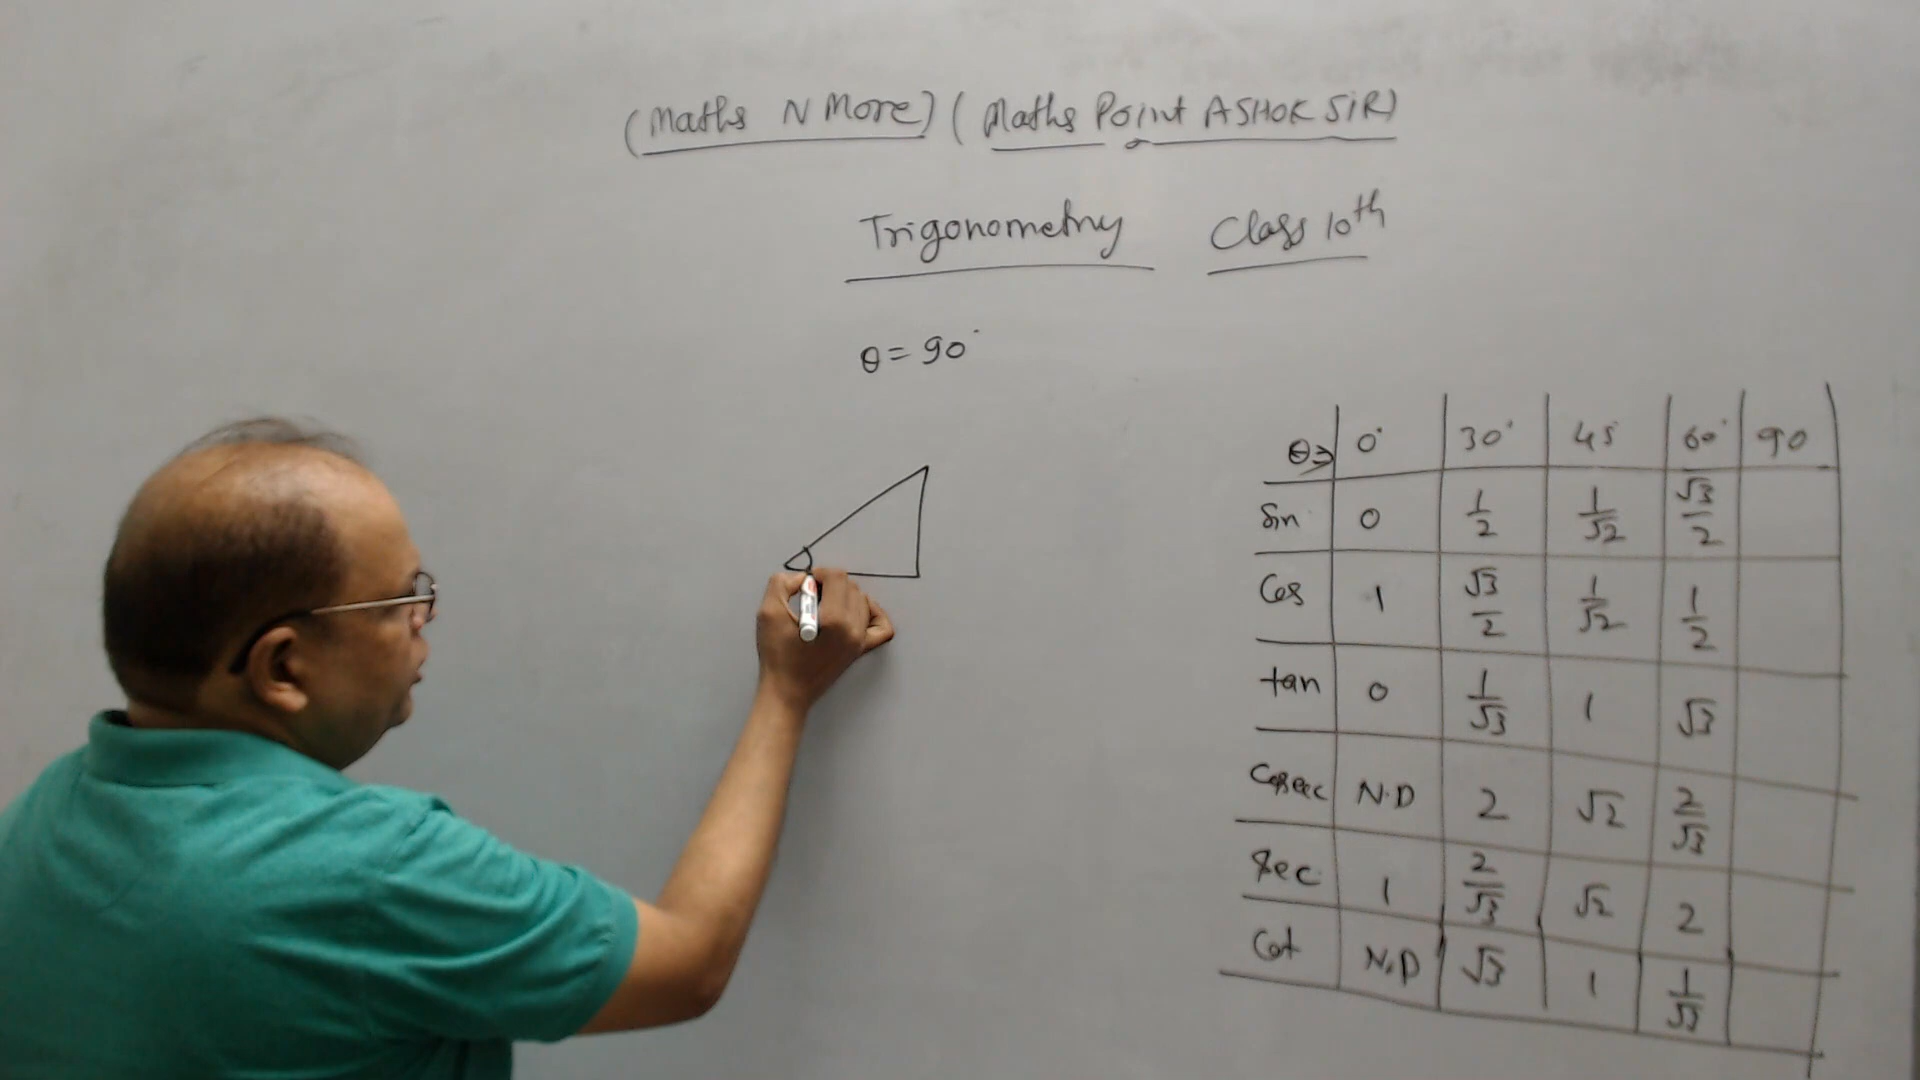 (Maths N More) (Maths Point ASHOK SIR)
Trigonometry Class 10th
θ = 90°
θ⇒ 0° 30° 45 60° 90
Sin 0 1/2 1/√2 √3/2
Cos 1 √3/2 1/√2 1/2
tan 0 1/√3 1 √3
Cosec N.D 2 √2 2/√3
Sec 1 2/√3 √2 2
Cot N.D √3 1 1/√3